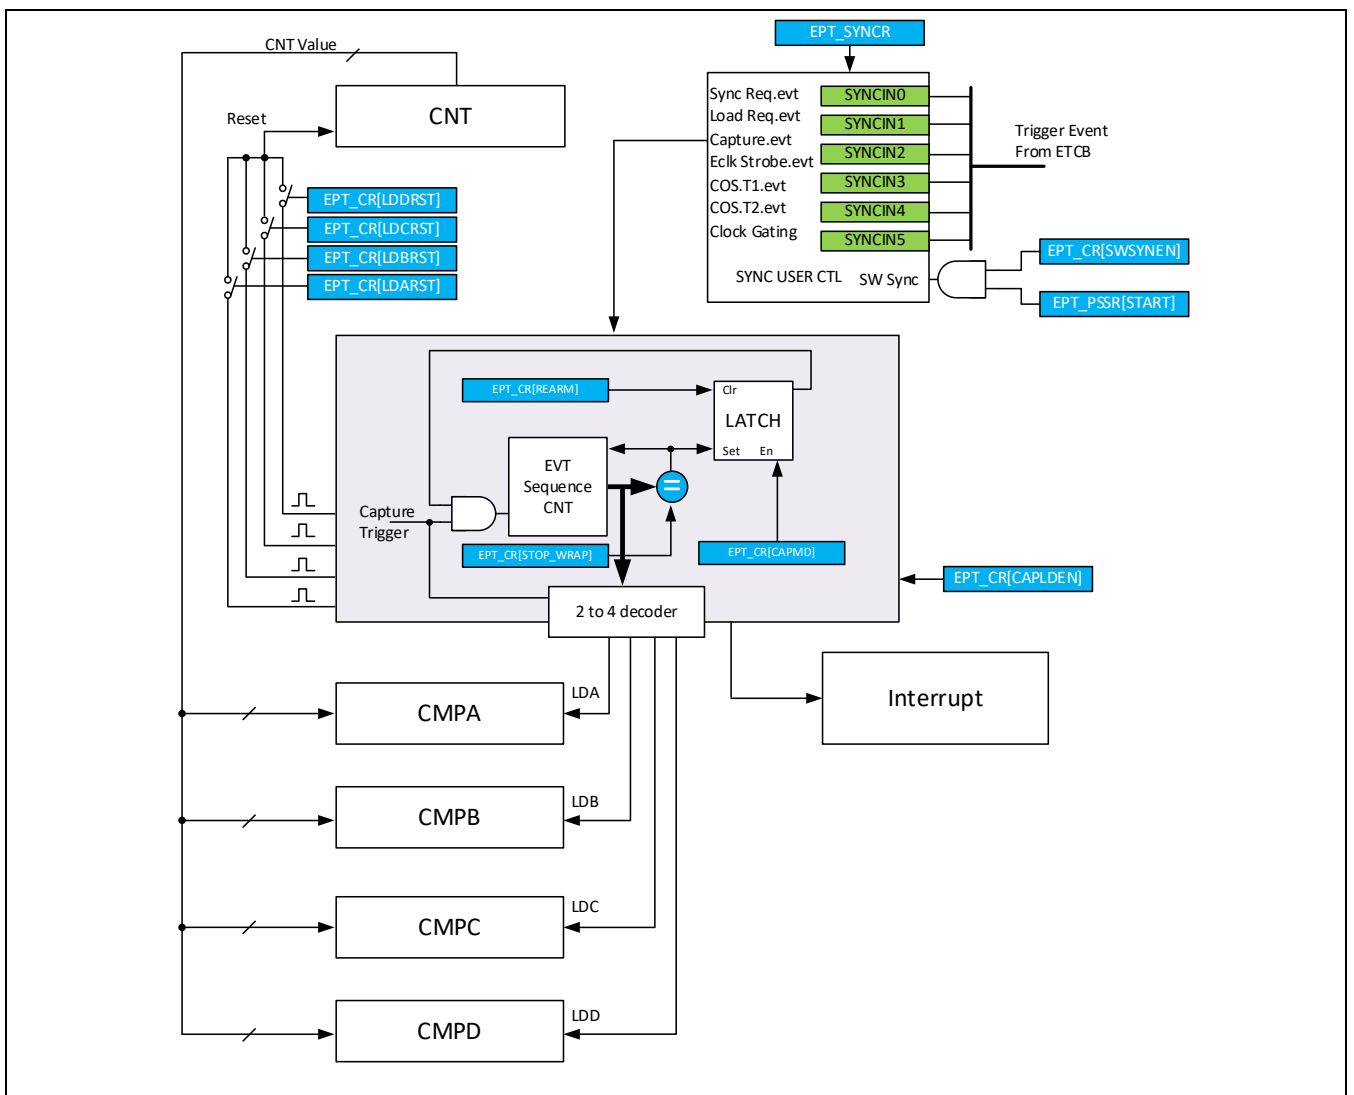 EPT_SYNCR
CNT Value
CNT
Reset
Sync Req.evt
Load Req.evt
Capture.evt
Eclk Strobe.evt
COS.T1.evt
COS.T2.evt
Clock Gating
SYNCIN0
SYNCIN1
SYNCIN2
SYNCIN3
SYNCIN4
SYNCIN5
SYNC USER CTL
SW Sync
Trigger Event
From ETCB
EPT_CR[SWSYNEN]
EPT_PSSR[START]
EPT_CR[LDDRST]
EPT_CR[LDCRST]
EPT_CR[LDBRST]
EPT_CR[LDARST]
EPT_CR[REARM]
Clr
LATCH
Set
En
EVT
Sequence
CNT
=
Capture
Trigger
EPT_CR[STOP_WRAP]
EPT_CR[CAPMD]
EPT_CR[CAPLDEN]
2 to 4 decoder
Interrupt
LDA
CMPA
LDB
CMPB
LDC
CMPC
LDD
CMPD